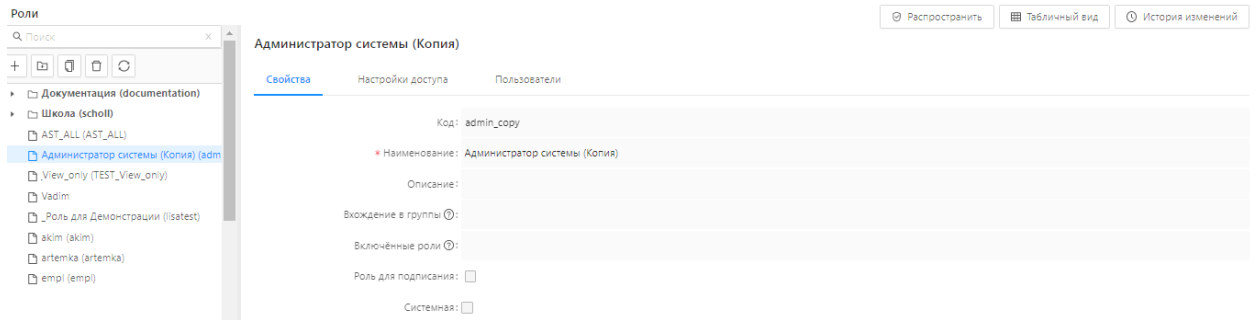 Роли
Распространить
Табличный вид
История изменений
Поиск
Администратор системы (Копия)
Свойства
Настройки доступа
Пользователи
Документация (documentation)
Школа (scholl)
AST_ALL (AST_ALL)
Администратор системы (Копия) (adm
_View_only (TEST_View_only)
Vadim
_Роль для Демонстрации (lisatest)
akim (akim)
artemka (artemka)
empl (empl)
Код: admin_copy
* Наименование: Администратор системы (Копия)
Описание:
Вхождение в группы ?:
Включённые роли ?:
Роль для подписания:
Системная: